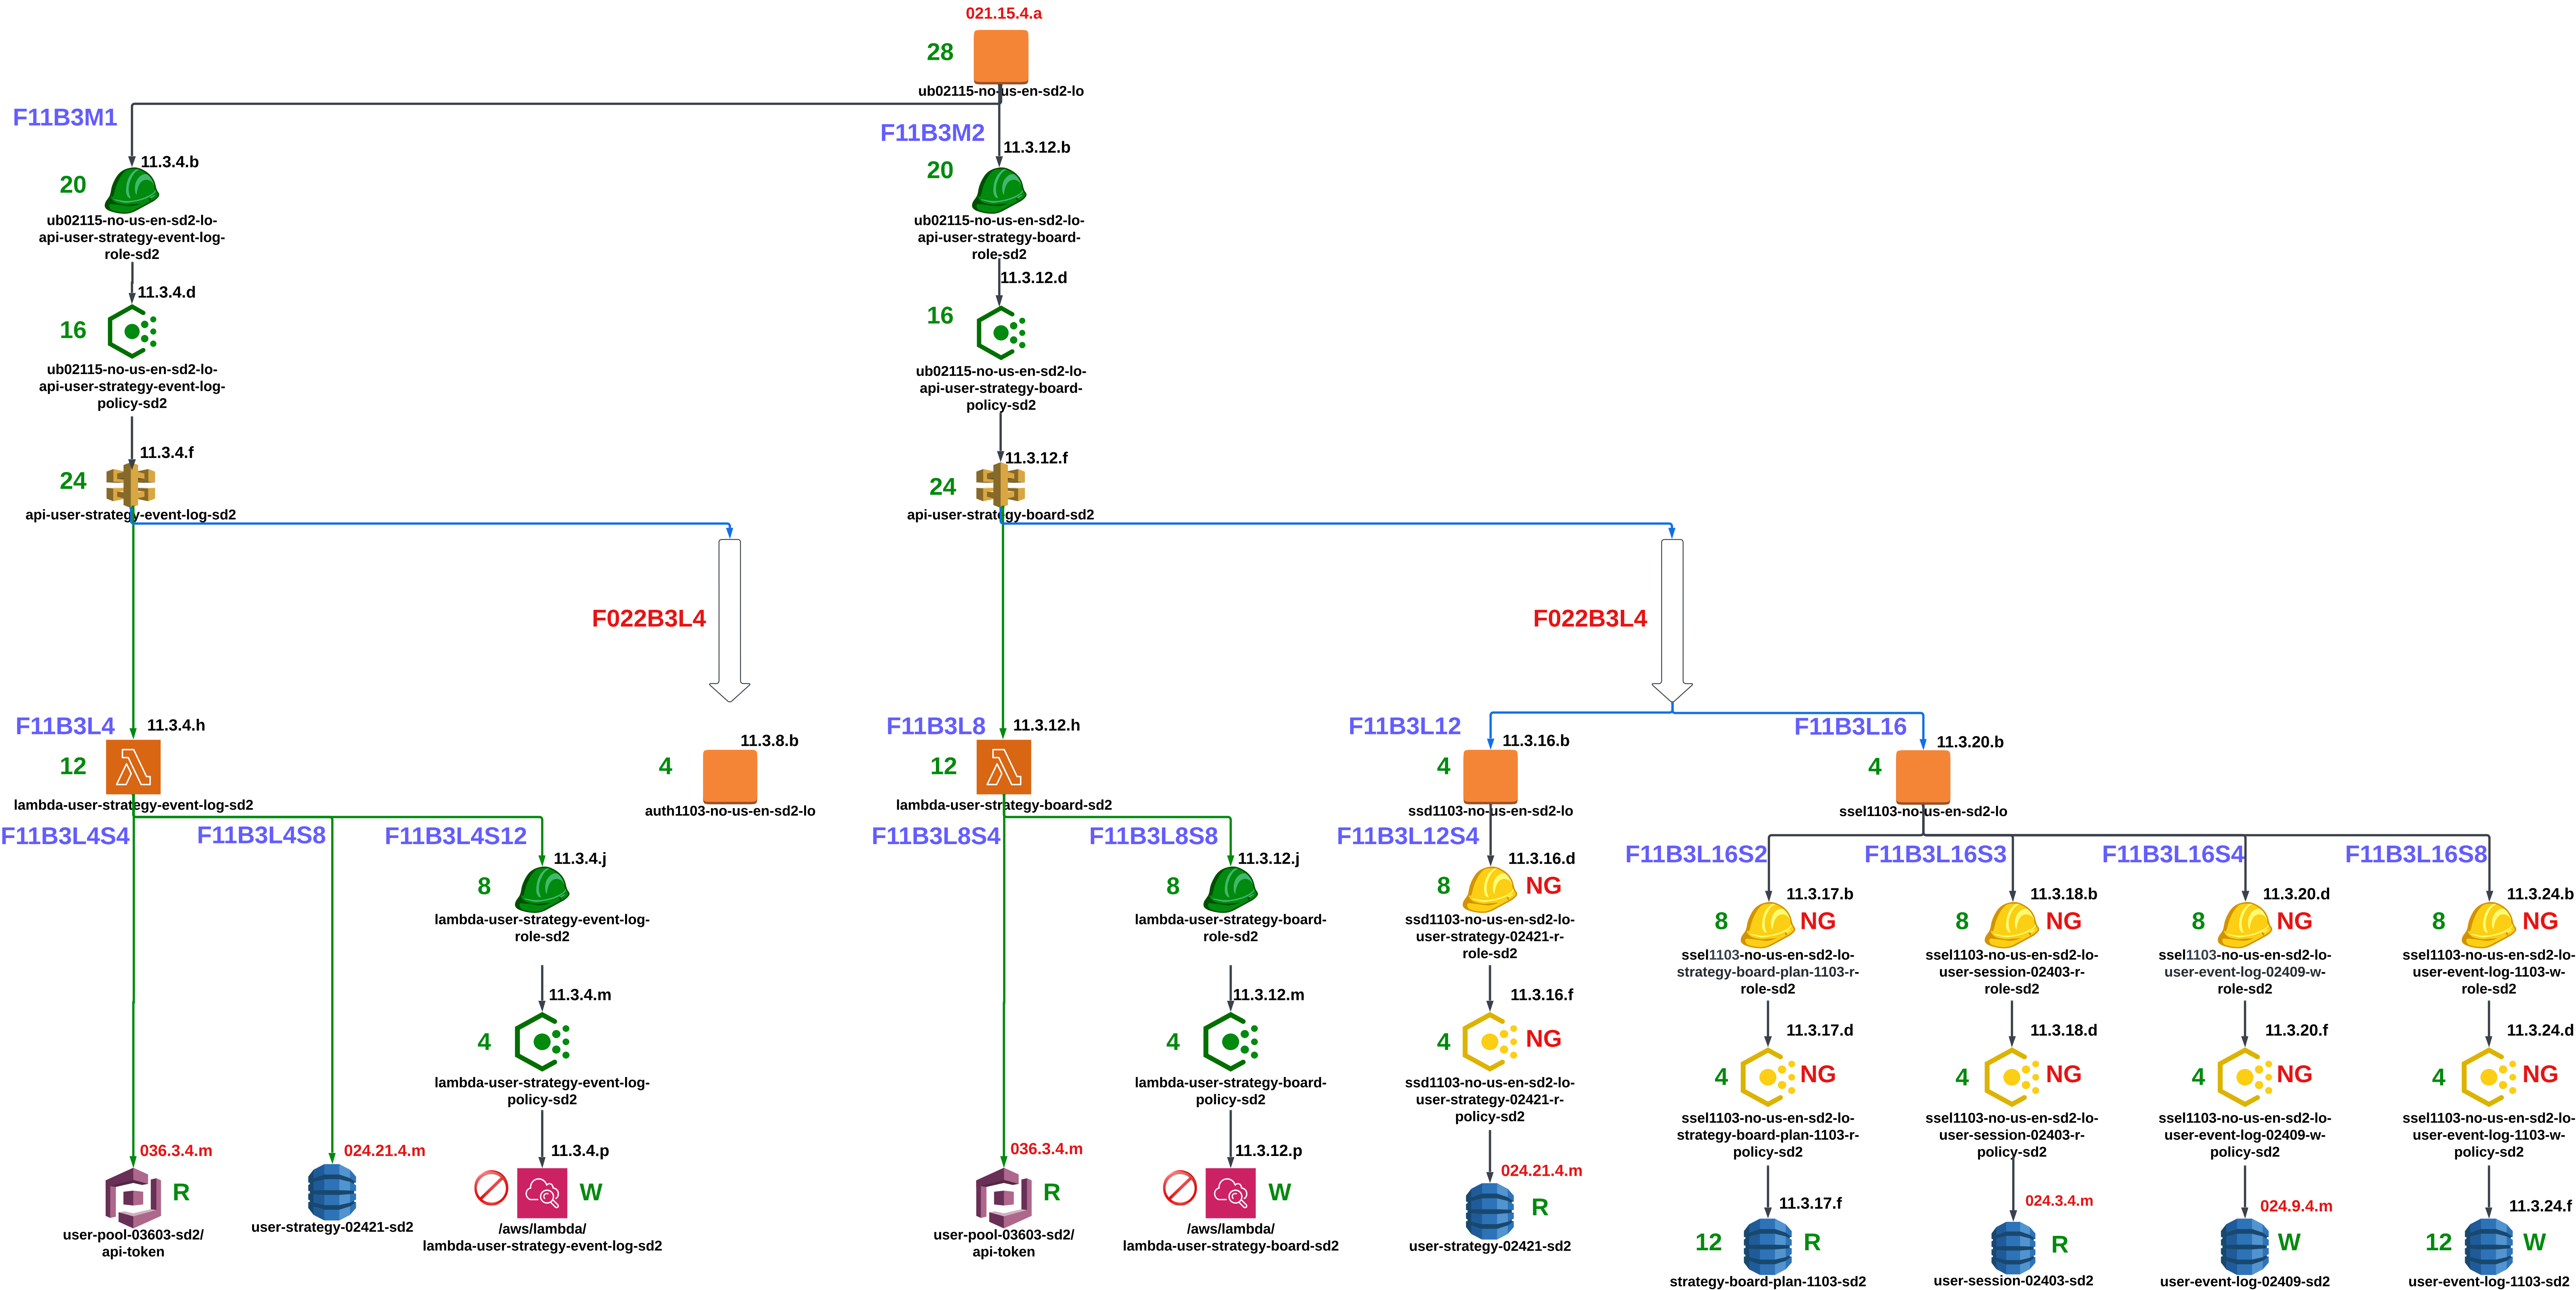 021.15.4.a
28
ub02115-no-us-en-sd2-lo
F11B3M1
11.3.4.b
20
ub02115-no-us-en-sd2-lo-
api-user-strategy-event-log-
role-sd2
11.3.4.d
16
ub02115-no-us-en-sd2-lo-
api-user-strategy-event-log-
policy-sd2
11.3.4.f
24
api-user-strategy-event-log-sd2
F022B3L4
F11B3L4
11.3.4.h
12
lambda-user-strategy-event-log-sd2
11.3.8.b
4
auth1103-no-us-en-sd2-lo
F11B3L4S4
F11B3L4S8
F11B3L4S12
11.3.4.j
8
lambda-user-strategy-event-log-
role-sd2
11.3.4.m
4
lambda-user-strategy-event-log-
policy-sd2
036.3.4.m
R
user-pool-03603-sd2/
api-token
024.21.4.m
user-strategy-02421-sd2
11.3.4.p
W
/aws/lambda/
lambda-user-strategy-event-log-sd2
F11B3M2
11.3.12.b
20
ub02115-no-us-en-sd2-lo-
api-user-strategy-board-
role-sd2
11.3.12.d
16
ub02115-no-us-en-sd2-lo-
api-user-strategy-board-
policy-sd2
11.3.12.f
24
api-user-strategy-board-sd2
F022B3L4
F11B3L8
11.3.12.h
12
lambda-user-strategy-board-sd2
F11B3L8S4
F11B3L8S8
11.3.12.j
8
lambda-user-strategy-board-
role-sd2
11.3.12.m
4
lambda-user-strategy-board-
policy-sd2
036.3.4.m
R
user-pool-03603-sd2/
api-token
11.3.12.p
W
/aws/lambda/
lambda-user-strategy-board-sd2
F11B3L12
11.3.16.b
4
ssd1103-no-us-en-sd2-lo
F11B3L12S4
11.3.16.d
8
NG
ssd1103-no-us-en-sd2-lo-
user-strategy-02421-r-
role-sd2
11.3.16.f
4
NG
ssd1103-no-us-en-sd2-lo-
user-strategy-02421-r-
policy-sd2
024.21.4.m
R
user-strategy-02421-sd2
F11B3L16
11.3.20.b
4
ssel1103-no-us-en-sd2-lo
F11B3L16S2
11.3.17.b
8
NG
ssel1103-no-us-en-sd2-lo-
strategy-board-plan-1103-r-
role-sd2
11.3.17.d
4
NG
ssel1103-no-us-en-sd2-lo-
strategy-board-plan-1103-r-
policy-sd2
11.3.17.f
12
R
strategy-board-plan-1103-sd2
F11B3L16S3
11.3.18.b
8
NG
ssel1103-no-us-en-sd2-lo-
user-session-02403-r-
role-sd2
11.3.18.d
4
NG
ssel1103-no-us-en-sd2-lo-
user-session-02403-r-
policy-sd2
024.3.4.m
R
user-session-02403-sd2
F11B3L16S4
11.3.20.d
8
NG
ssel1103-no-us-en-sd2-lo-
user-event-log-02409-w-
role-sd2
11.3.20.f
4
NG
ssel1103-no-us-en-sd2-lo-
user-event-log-02409-w-
policy-sd2
024.9.4.m
W
user-event-log-02409-sd2
F11B3L16S8
11.3.24.b
8
NG
ssel1103-no-us-en-sd2-lo-
user-event-log-1103-w-
role-sd2
11.3.24.d
4
NG
ssel1103-no-us-en-sd2-lo-
user-event-log-1103-w-
policy-sd2
11.3.24.f
12
W
user-event-log-1103-sd2